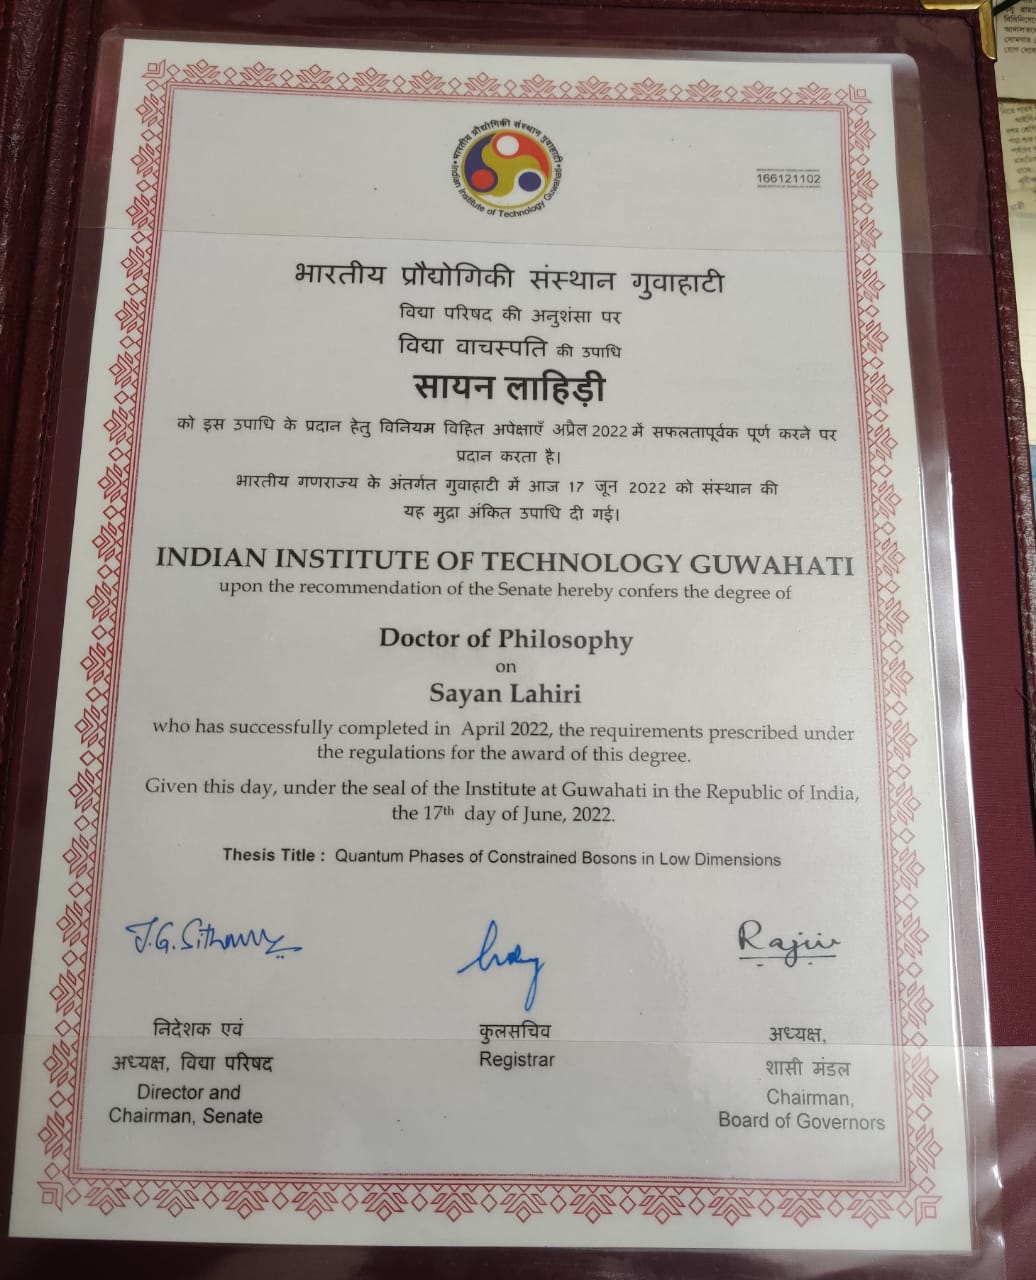 भारतीय प्रौद्योगिकी संस्थान गुवाहाटी
Indian Institute of Technology Guwahati
166121102
भारतीय प्रौद्योगिकी संस्थान गुवाहाटी
विद्या परिषद की अनुशंसा पर
विद्या वाचस्पति की उपाधि
सायन लाहिड़ी
को इस उपाधि के प्रदान हेतु विनियम विहित अपेक्षाएँ अप्रैल 2022 में सफलतापूर्वक पूर्ण करने पर
प्रदान करता है।
भारतीय गणराज्य के अंतर्गत गुवाहाटी में आज 17 जून 2022 को संस्थान की
यह मुद्रा अंकित उपाधि दी गई।
INDIAN INSTITUTE OF TECHNOLOGY GUWAHATI
upon the recommendation of the Senate hereby confers the degree of
Doctor of Philosophy
on
Sayan Lahiri
who has successfully completed in April 2022, the requirements prescribed under
the regulations for the award of this degree.
Given this day, under the seal of the Institute at Guwahati in the Republic of India,
the 17th day of June, 2022.
Thesis Title : Quantum Phases of Constrained Bosons in Low Dimensions
निदेशक एवं
अध्यक्ष, विद्या परिषद
Director and
Chairman, Senate
कुलसचिव
Registrar
अध्यक्ष,
शासी मंडल
Chairman,
Board of Governors